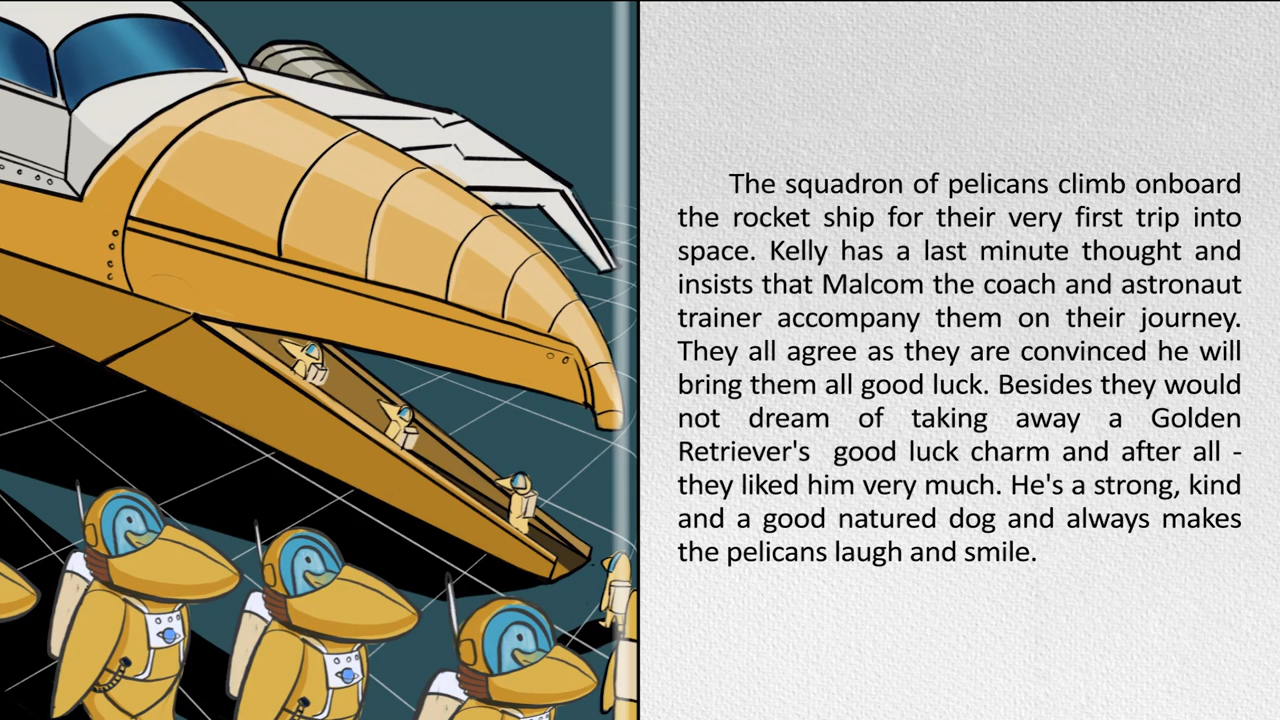 The squadron of pelicans climb onboard
the rocket ship for their very first trip into
space. Kelly has a last minute thought and
insists that Malcom the coach and astronaut
trainer accompany them on their journey.
They all agree as they are convinced he will
bring them all good luck. Besides they would
not dream of taking away a Golden
Retriever's good luck charm and after all -
they liked him very much. He's a strong, kind
and a good natured dog and always makes
the pelicans laugh and smile.